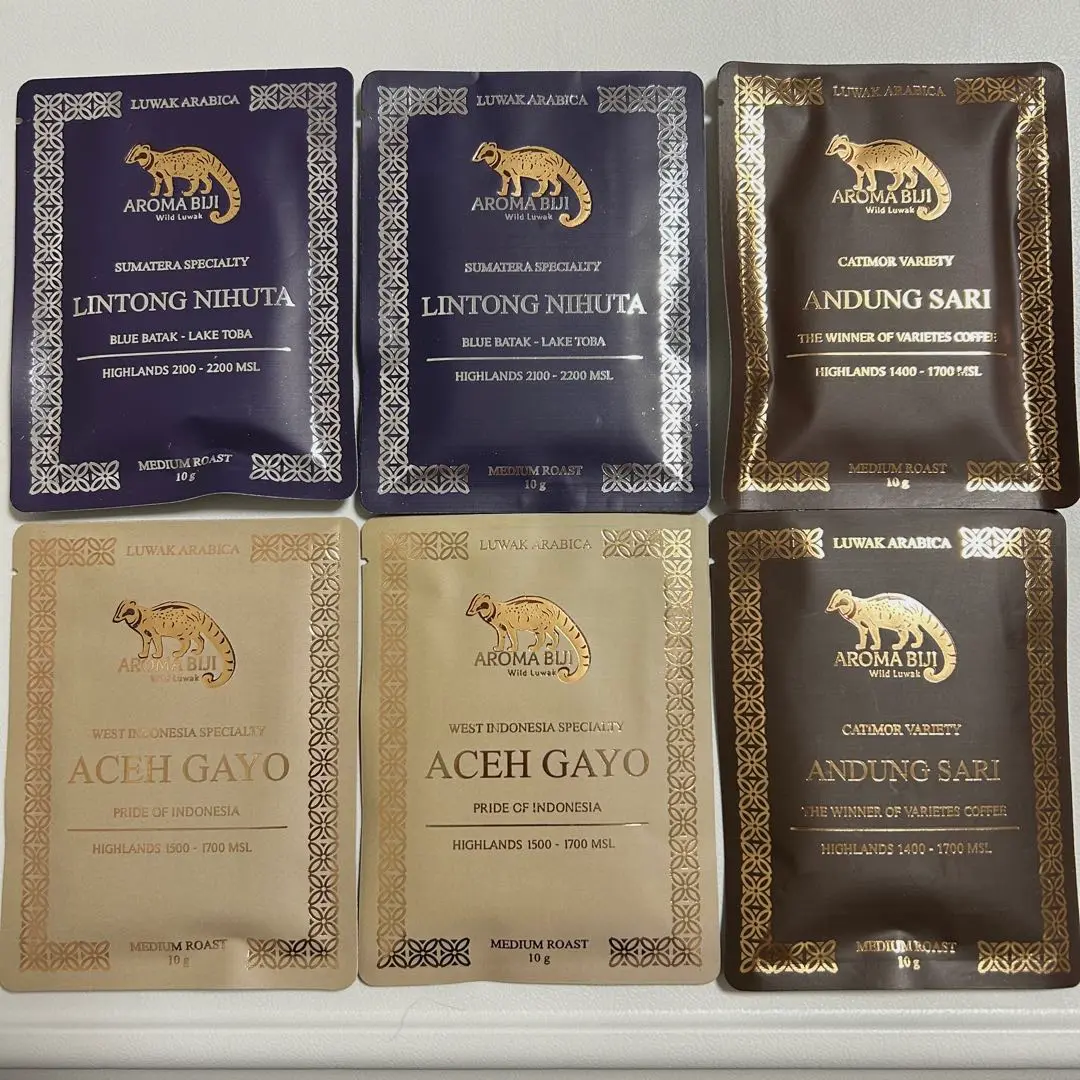 LUWAK ARABICA
AROMA BIJI
Wild Luwak
SUMATERA SPECIALTY
LINTONG NIHUTA
BLUE BATAK - LAKE TOBA
HIGHLANDS 2100 - 2200 MSL
MEDIUM ROAST
10 g
LUWAK ARABICA
AROMA BIJI
Wild Luwak
SUMATERA SPECIALTY
LINTONG NIHUTA
BLUE BATAK - LAKE TOBA
HIGHLANDS 2100 - 2200 MSL
MEDIUM ROAST
10 g
LUWAK ARABICA
AROMA BIJI
Wild Luwak
CATIMOR VARIETY
ANDUNG SARI
THE WINNER OF VARIETES COFFEE
HIGHLANDS 1400 - 1700 MSL
MEDIUM ROAST
10 g
LUWAK ARABICA
AROMA BIJI
Wild Luwak
WEST INDONESIA SPECIALTY
ACEH GAYO
PRIDE OF INDONESIA
HIGHLANDS 1500 - 1700 MSL
MEDIUM ROAST
10 g
LUWAK ARABICA
AROMA BIJI
Wild Luwak
WEST INDONESIA SPECIALTY
ACEH GAYO
PRIDE OF INDONESIA
HIGHLANDS 1500 - 1700 MSL
MEDIUM ROAST
10 g
LUWAK ARABICA
AROMA BIJI
Wild Luwak
CATIMOR VARIETY
ANDUNG SARI
THE WINNER OF VARIETES COFFEE
HIGHLANDS 1400 - 1700 MSL
MEDIUM ROAST
10 g